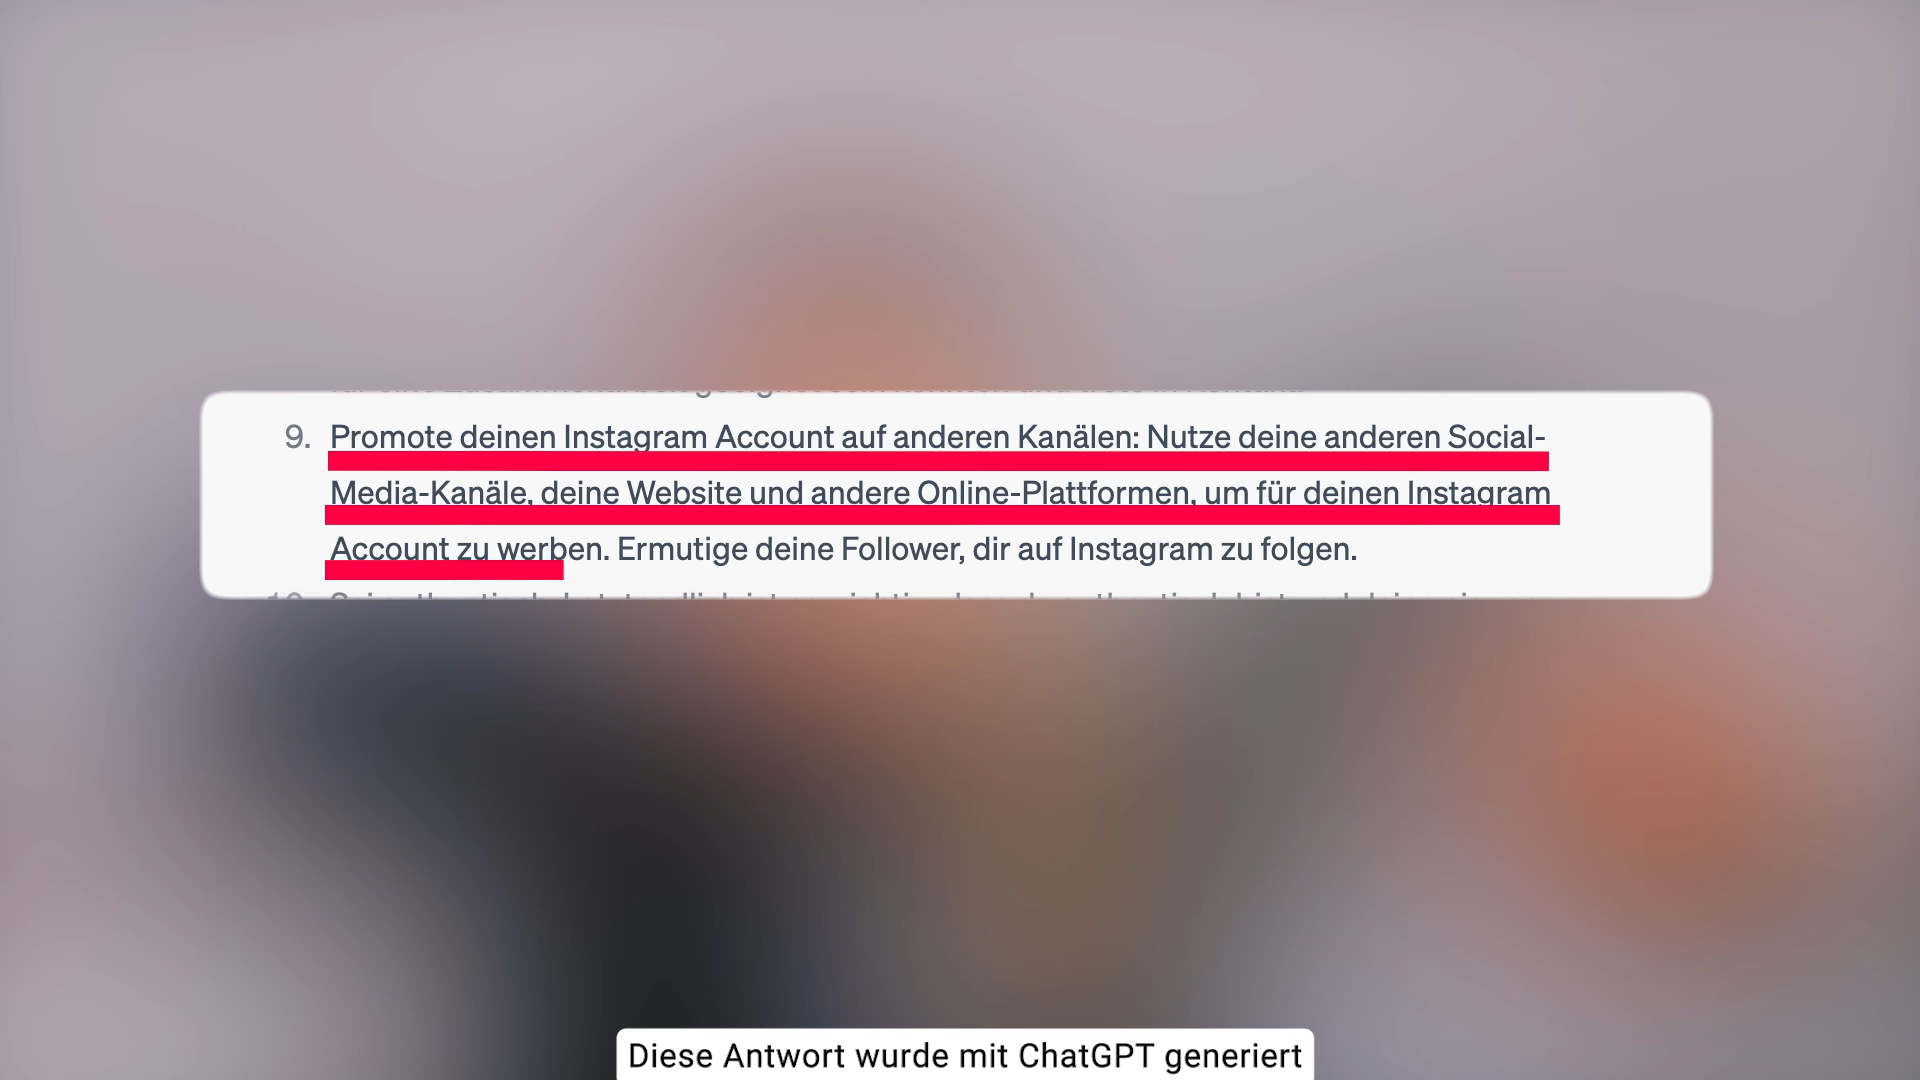 9. Promote deinen Instagram Account auf anderen Kanälen: Nutze deine anderen Social-
Media-Kanäle, deine Website und andere Online-Plattformen, um für deinen Instagram
Account zu werben. Ermutige deine Follower, dir auf Instagram zu folgen.
Diese Antwort wurde mit ChatGPT generiert